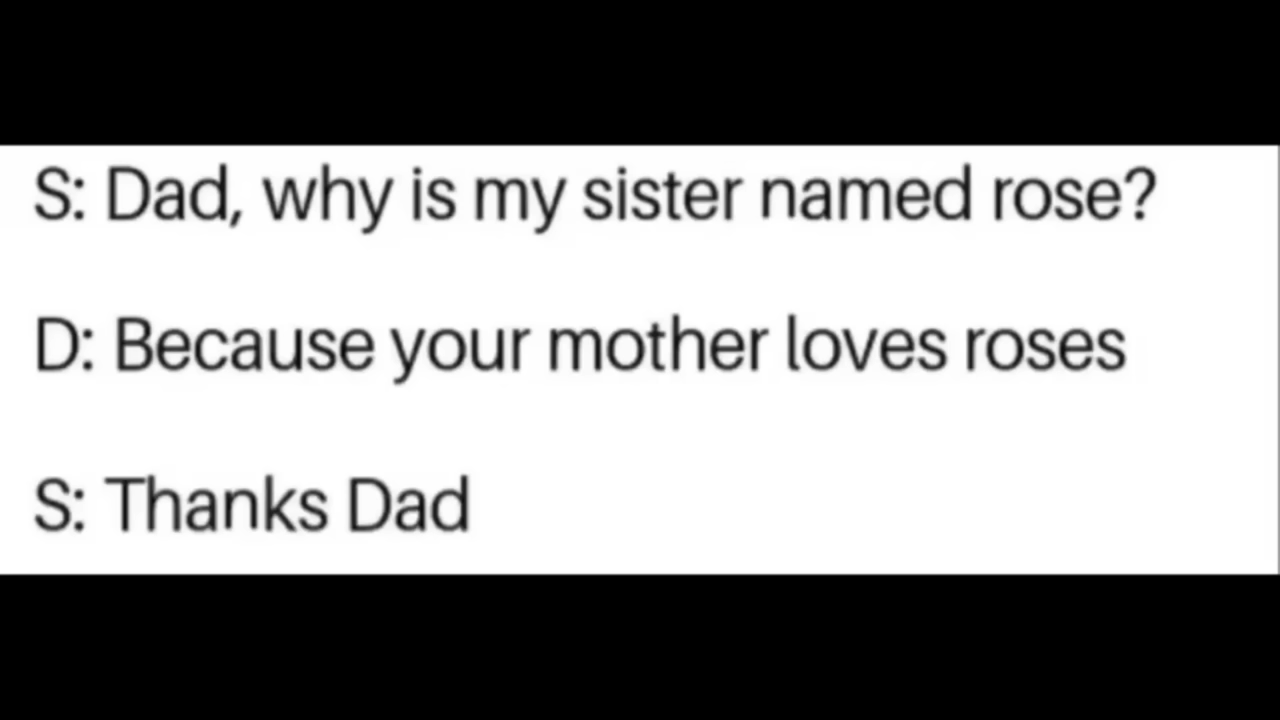 S: Dad, why is my sister named rose?
D: Because your mother loves roses
S: Thanks Dad